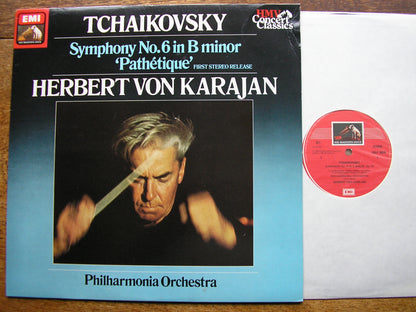 EMI
TCHAIKOVSKY
HMV
Concert
Classics
Symphony No.6 in B minor
'Pathétique' FIRST STEREO RELEASE
HERBERT VON KARAJAN
Philharmonia Orchestra
EMI